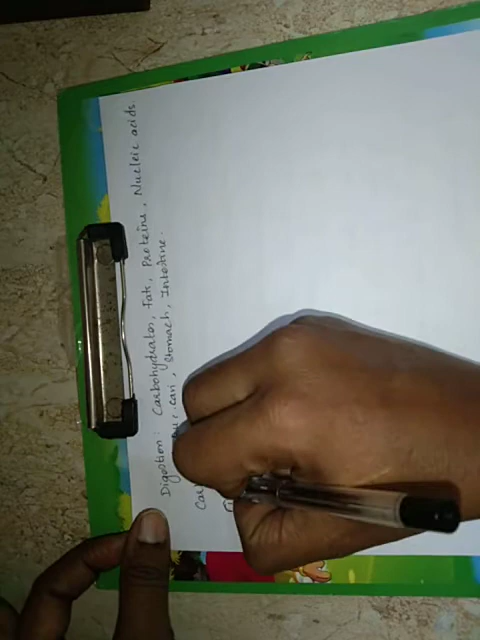 Digestion: Carbohydrates, Fats, Proteins, Nucleic acids
Stomach, Intestine.